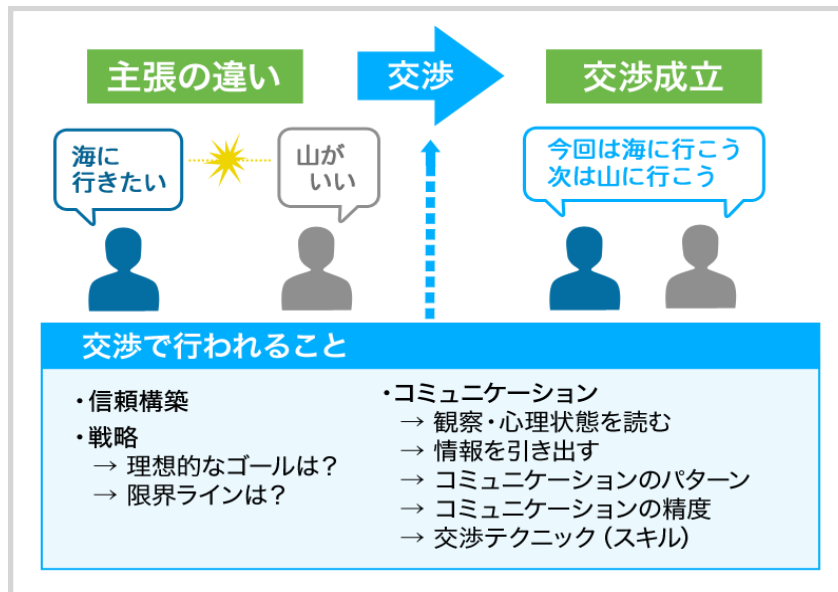 主張の違い
交渉
交渉成立
海に
行きたい
山が
いい
今回は海に行こう
次は山に行こう
交渉で行われること
・信頼構築
・戦略
→ 理想的なゴールは？
→ 限界ラインは？
・コミュニケーション
→ 観察・心理状態を読む
→ 情報を引き出す
→ コミュニケーションのパターン
→ コミュニケーションの精度
→ 交渉テクニック（スキル）